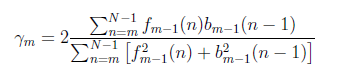 γ_m = 2 \frac{\sum_{n=m}^{N-1} f_{m-1}(n) b_{m-1}(n-1)}{\sum_{n=m}^{N-1} [f_{m-1}^2(n) + b_{m-1}^2(n-1)]}